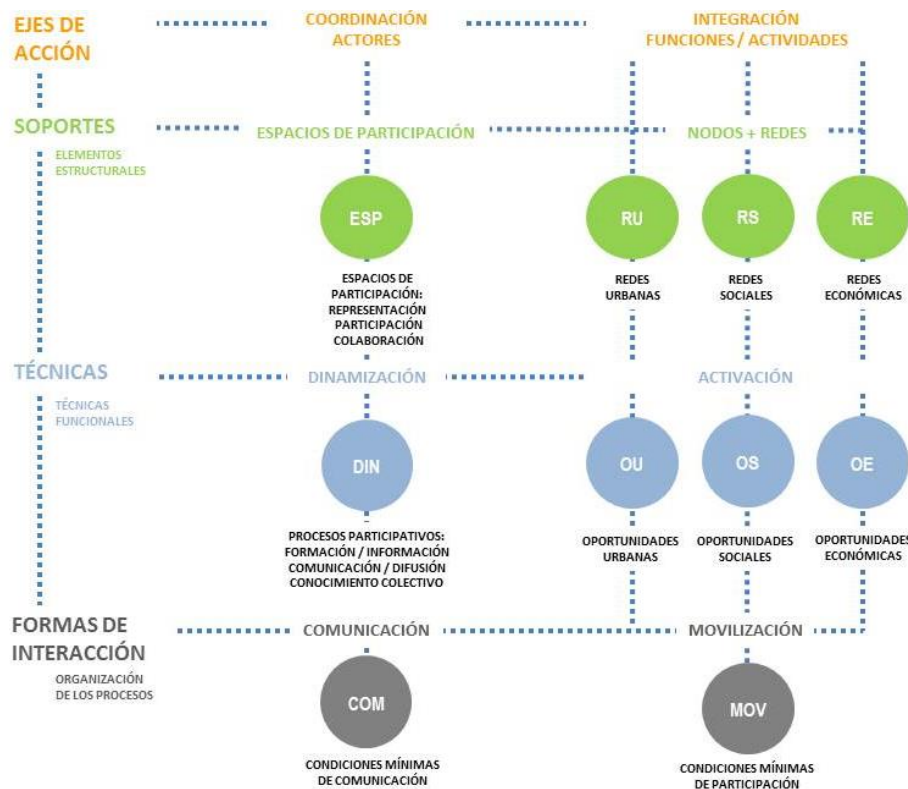 EJES DE
ACCIÓN
COORDINACIÓN
ACTORES
INTEGRACIÓN
FUNCIONES / ACTIVIDADES
SOPORTES
ELEMENTOS
ESTRUCTURALES
ESPACIOS DE PARTICIPACIÓN
NODOS + REDES
ESP
RU
RS
RE
ESPACIOS DE
PARTICIPACIÓN:
REPRESENTACIÓN
PARTICIPACIÓN
COLABORACIÓN
REDES
URBANAS
REDES
SOCIALES
REDES
ECONÓMICAS
TÉCNICAS
TÉCNICAS
FUNCIONALES
DINAMIZACIÓN
ACTIVACIÓN
DIN
OU
OS
OE
PROCESOS PARTICIPATIVOS:
FORMACIÓN / INFORMACIÓN
COMUNICACIÓN / DIFUSIÓN
CONOCIMIENTO COLECTIVO
OPORTUNIDADES
URBANAS
OPORTUNIDADES
SOCIALES
OPORTUNIDADES
ECONÓMICAS
FORMAS DE
INTERACCIÓN
ORGANIZACIÓN
DE LOS PROCESOS
COMUNICACIÓN
MOVILIZACIÓN
COM
MOV
CONDICIONES MÍNIMAS
DE COMUNICACIÓN
CONDICIONES MÍNIMAS
DE PARTICIPACIÓN